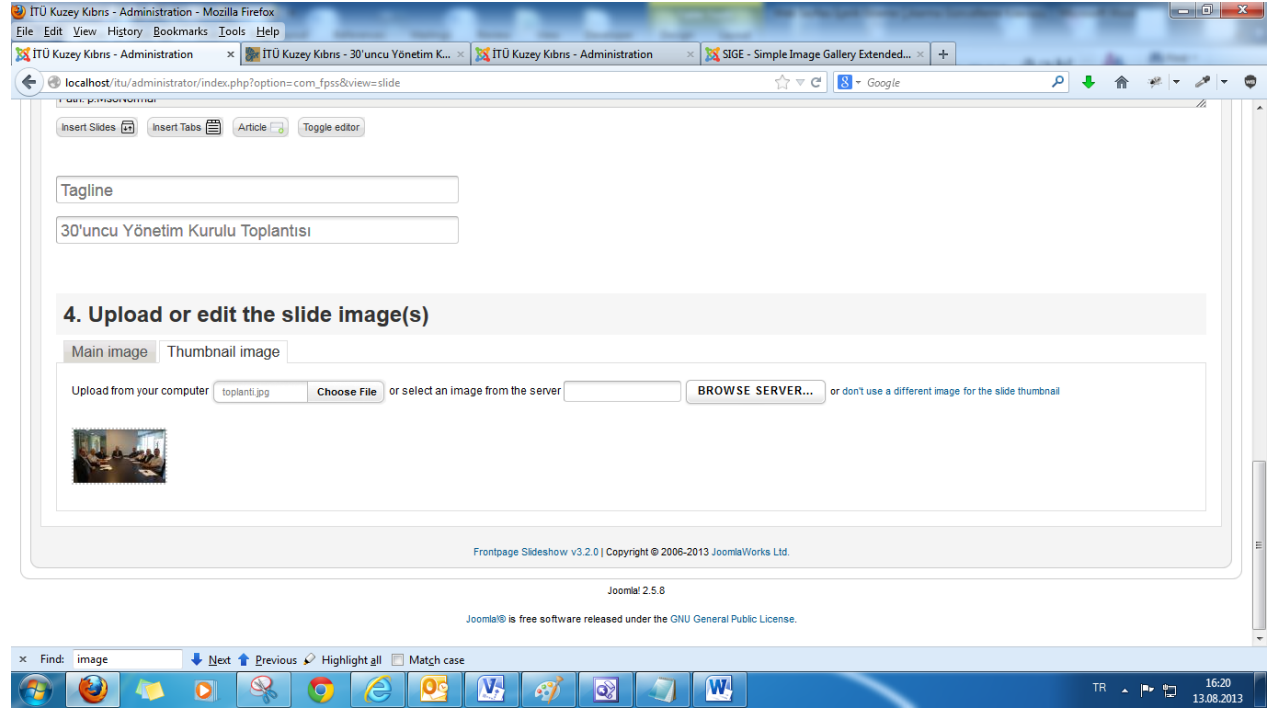 İTÜ Kuzey Kıbrıs - Administration - Mozilla Firefox
File Edit View History Bookmarks Tools Help
İTÜ Kuzey Kıbrıs - Administration × İTÜ Kuzey Kıbrıs - 30'uncu Yönetim K... × İTÜ Kuzey Kıbrıs - Administration × SIGE - Simple Image Gallery Extended... × +
localhost/itu/administrator/index.php?option=com_fpss&view=slide Google
Path: p.MsoNormal
Insert Slides Insert Tabs Article Toggle editor
Tagline
30'uncu Yönetim Kurulu Toplantısı
4. Upload or edit the slide image(s)
Main image Thumbnail image
Upload from your computer toplanti.jpg Choose File or select an image from the server BROWSE SERVER... or don't use a different image for the slide thumbnail
Frontpage Slideshow v3.2.0 | Copyright © 2006-2013 JoomlaWorks Ltd.
Joomla! 2.5.8
Joomla!® is free software released under the GNU General Public License.
× Find: image Next Previous Highlight all Match case
TR 16:20
13.08.2013